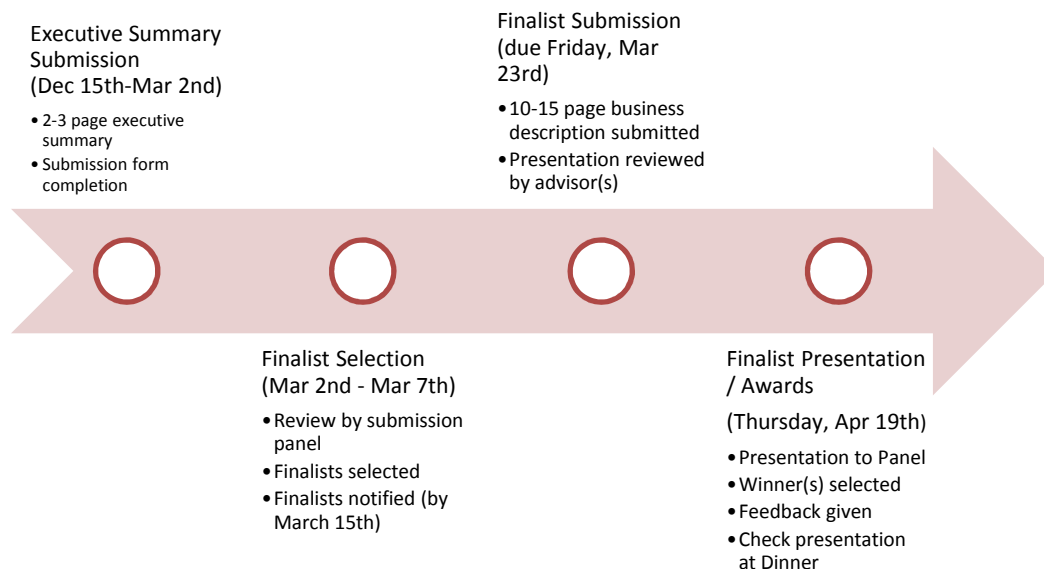 Executive Summary
Submission
(Dec 15th-Mar 2nd)
•2-3 page executive
summary
•Submission form
completion
Finalist Selection
(Mar 2nd - Mar 7th)
•Review by submission
panel
•Finalists selected
•Finalists notified (by
March 15th)
Finalist Submission
(due Friday, Mar
23rd)
•10-15 page business
description submitted
•Presentation reviewed
by advisor(s)
Finalist Presentation
/ Awards
(Thursday, Apr 19th)
•Presentation to Panel
•Winner(s) selected
•Feedback given
•Check presentation
at Dinner